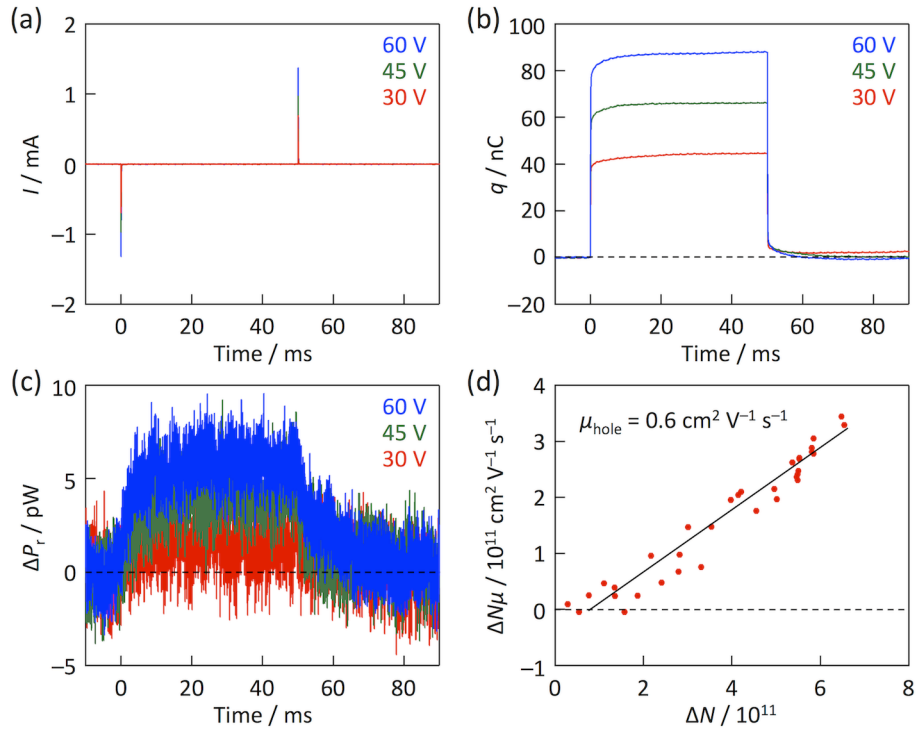 (a)
2
1
0
−1
−2
I / mA
60 V
45 V
30 V
0 20 40 60 80
Time / ms
(b)
100
80
60
40
20
0
−20
q / nC
60 V
45 V
30 V
0 20 40 60 80
Time / ms
(c)
10
5
0
−5
ΔPr / pW
60 V
45 V
30 V
0 20 40 60 80
Time / ms
(d)
4
3
2
1
0
−1
ΔNμ / 10¹¹ cm² V⁻¹ s⁻¹
μhole = 0.6 cm² V⁻¹ s⁻¹
0 2 4 6 8
ΔN / 10¹¹